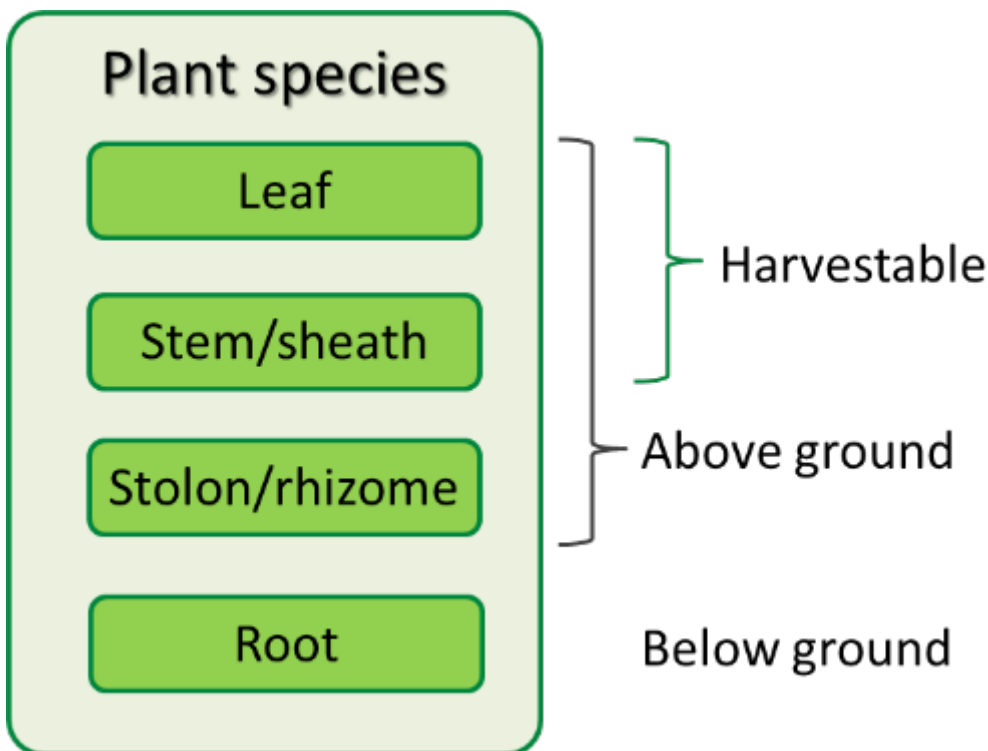 Plant species
Leaf
Stem/sheath
Stolon/rhizome
Root
Harvestable
Above ground
Below ground